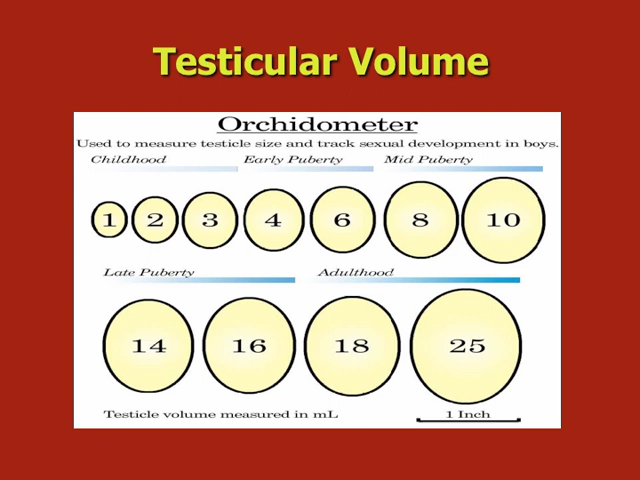 Testicular Volume
Orchidometer
Used to measure testicle size and track sexual development in boys.
Childhood Early Puberty Mid Puberty
1 2 3 4 6 8 10
Late Puberty Adulthood
14 16 18 25
Testicle volume measured in mL 1 Inch